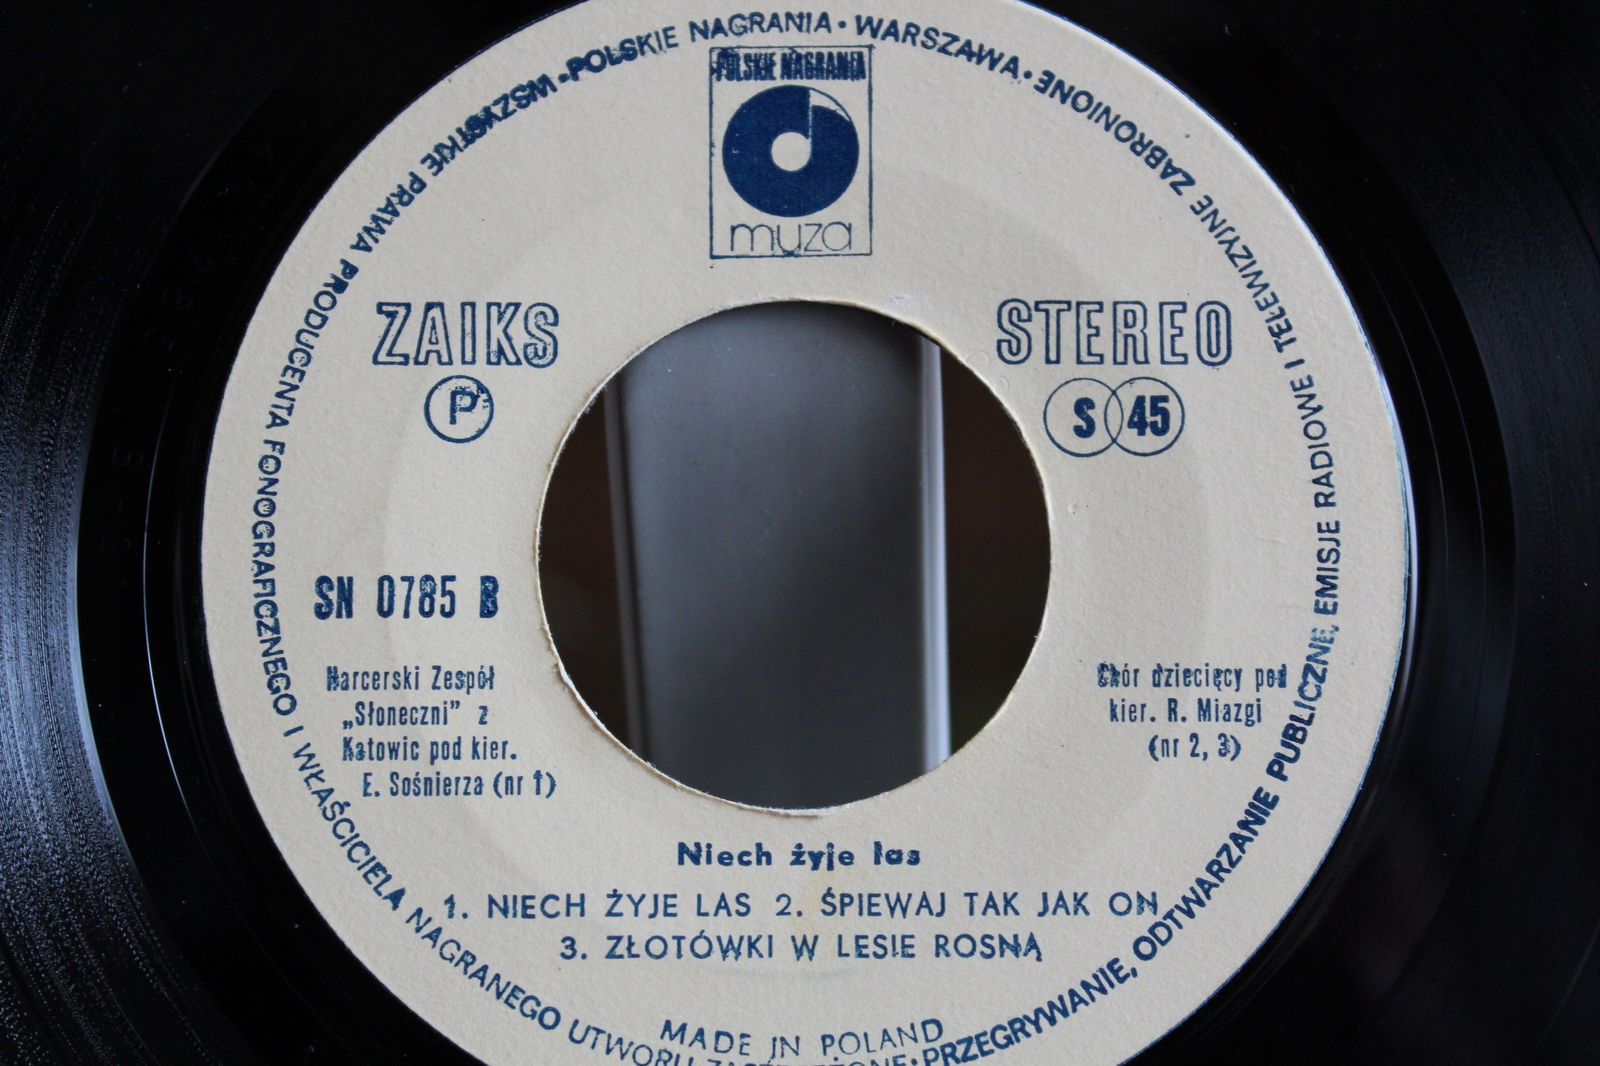 POLSKIE NAGRANIA • WARSZAWA • ZABRONIONE: PRZEGRYWANIE, ODTWARZANIE PUBLICZNE, EMISJE RADIOWE I TELEWIZYJNE
WSZYSTKIE PRAWA PRODUCENTA FONOGRAFICZNEGO I WŁAŚCICIELA NAGRANEGO UTWORU
POLSKIE NAGRANIA
muza
ZAIKS
P
STEREO
S 45
SN 0785 B
Harcerski Zespół
„Słoneczni” z
Katowic pod kier.
E. Sośnierza (nr 1)
Chór dziecięcy pod
kier. R. Miazgi
(nr 2, 3)
Niech żyje las
1. NIECH ŻYJE LAS 2. ŚPIEWAJ TAK JAK ON
3. ZŁOTÓWKI W LESIE ROSNĄ
MADE IN POLAND